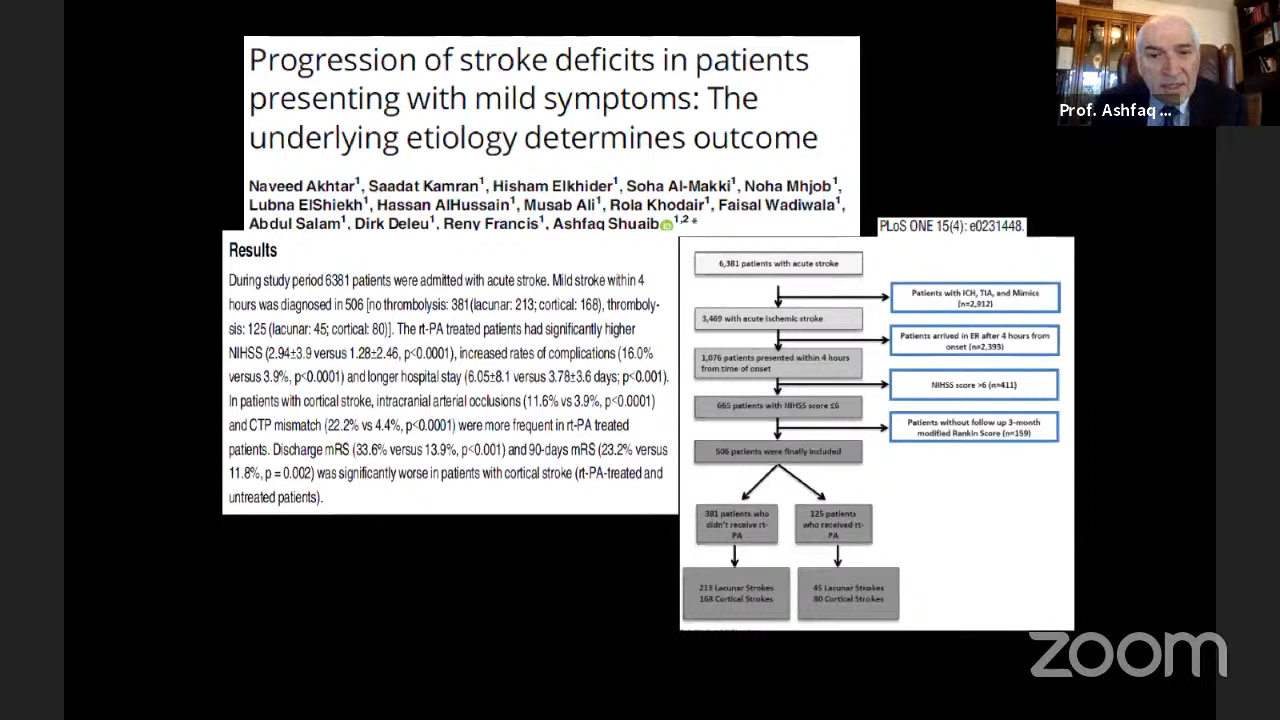 Progression of stroke deficits in patients
presenting with mild symptoms: The
underlying etiology determines outcome
Naveed Akhtar1, Saadat Kamran1, Hisham Elkhider1, Soha Al-Makki1, Noha Mhjob1,
Lubna ElShiekh1, Hassan AlHussain1, Musab Ali1, Rola Khodair1, Faisal Wadiwala1,
Abdul Salam1, Dirk Deleu1, Reny Francis1, Ashfaq Shuaib1,2*
Prof. Ashfaq ...
PLoS ONE 15(4): e0231448.
Results
During study period 6381 patients were admitted with acute stroke. Mild stroke within 4
hours was diagnosed in 506 [no thrombolysis: 381(lacunar: 213; cortical: 168), thromboly-
sis: 125 (lacunar: 45; cortical: 80)]. The rt-PA treated patients had significantly higher
NIHSS (2.94±3.9 versus 1.28±2.46, p<0.0001), increased rates of complications (16.0%
versus 3.9%, p<0.0001) and longer hospital stay (6.05±8.1 versus 3.78±3.6 days; p<0.001).
In patients with cortical stroke, intracranial arterial occlusions (11.6% vs 3.9%, p<0.0001)
and CTP mismatch (22.2% vs 4.4%, p<0.0001) were more frequent in rt-PA treated
patients. Discharge mRS (33.6% versus 13.9%, p<0.001) and 90-days mRS (23.2% versus
11.8%, p = 0.002) was significantly worse in patients with cortical stroke (rt-PA-treated and
untreated patients).
6,381 patients with acute stroke
Patients with ICH, TIA, and Mimics
(n=2,912)
3,469 with acute ischemic stroke
Patients arrived in ER after 4 hours from
onset (n=2,393)
1,076 patients presented within 4 hours
from time of onset
NIHSS score >6 (n=411)
665 patients with NIHSS score ≤6
Patients without follow up 3-month
modified Rankin Score (n=159)
506 patients were finally included
381 patients who
didn't receive rt-
PA
125 patients
who received rt-
PA
213 Lacunar Strokes
168 Cortical Strokes
45 Lacunar Strokes
80 Cortical Strokes
zoom